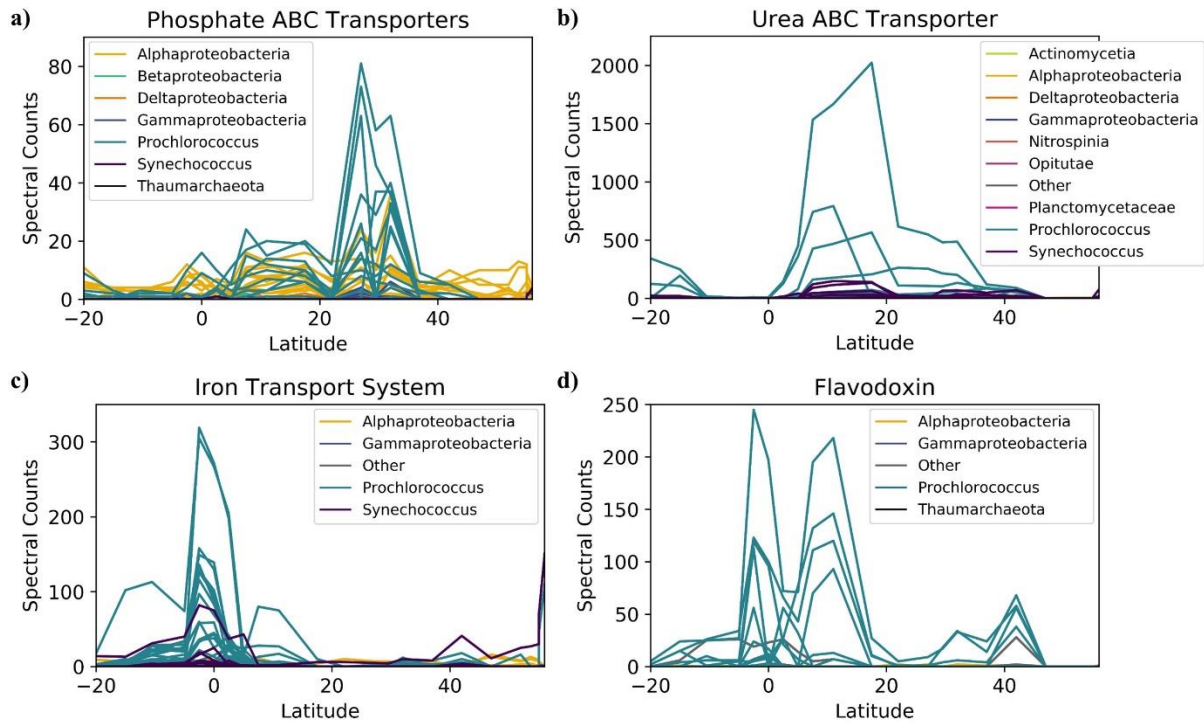 a)
Phosphate ABC Transporters
Spectral Counts
80
60
40
20
0
Alphaproteobacteria
Betaproteobacteria
Deltaproteobacteria
Gammaproteobacteria
Prochlorococcus
Synechococcus
Thaumarchaeota
−20
0
20
40
Latitude
b)
Urea ABC Transporter
Spectral Counts
2000
1500
1000
500
0
Actinomycetia
Alphaproteobacteria
Deltaproteobacteria
Gammaproteobacteria
Nitrospinia
Opitutae
Other
Planctomycetaceae
Prochlorococcus
Synechococcus
−20
0
20
40
Latitude
c)
Iron Transport System
Spectral Counts
300
200
100
0
Alphaproteobacteria
Gammaproteobacteria
Other
Prochlorococcus
Synechococcus
−20
0
20
40
Latitude
d)
Flavodoxin
Spectral Counts
250
200
150
100
50
0
Alphaproteobacteria
Gammaproteobacteria
Other
Prochlorococcus
Thaumarchaeota
−20
0
20
40
Latitude